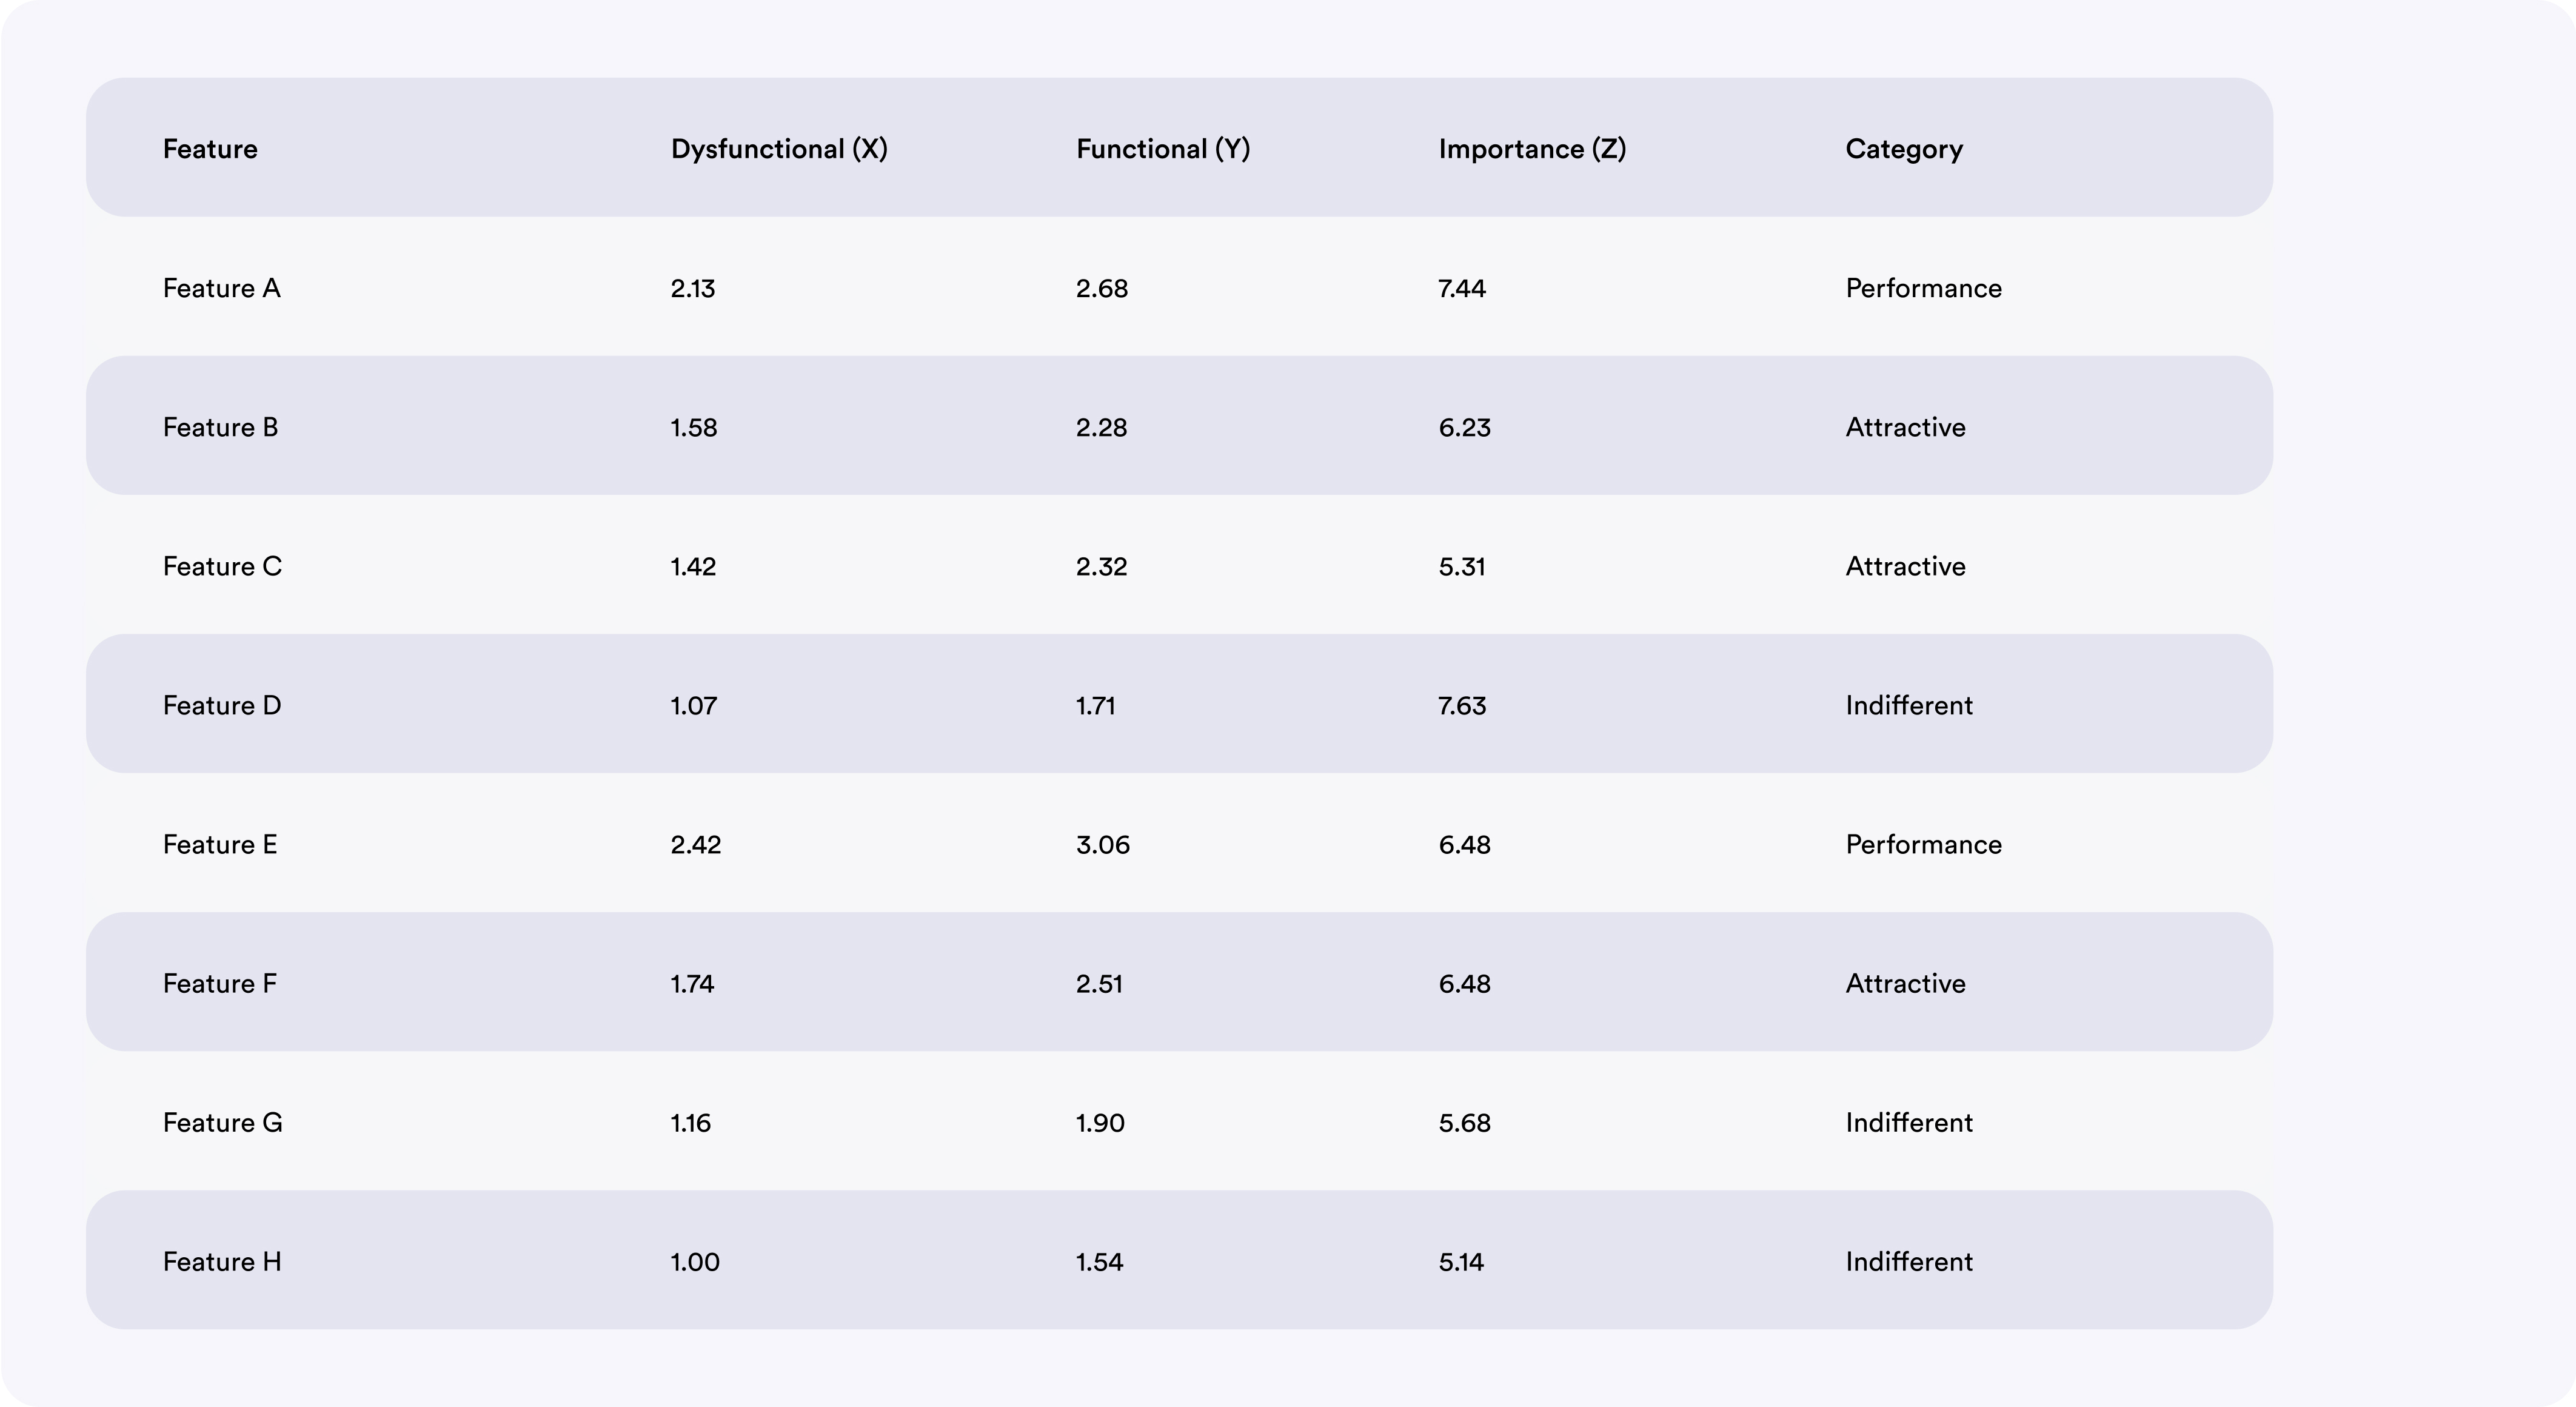 Feature Dysfunctional (X) Functional (Y) Importance (Z) Category
Feature A 2.13 2.68 7.44 Performance
Feature B 1.58 2.28 6.23 Attractive
Feature C 1.42 2.32 5.31 Attractive
Feature D 1.07 1.71 7.63 Indifferent
Feature E 2.42 3.06 6.48 Performance
Feature F 1.74 2.51 6.48 Attractive
Feature G 1.16 1.90 5.68 Indifferent
Feature H 1.00 1.54 5.14 Indifferent